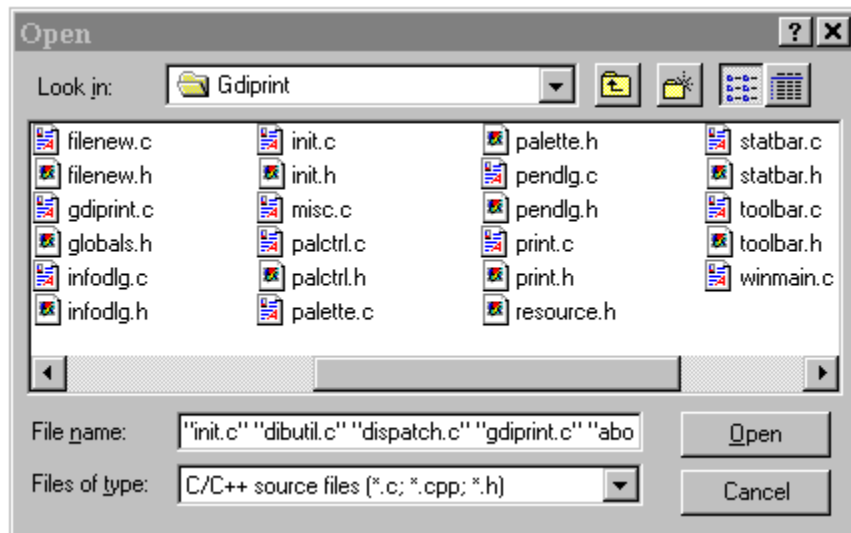 Open
Look in: Gdiprint
filenew.c init.c palette.h statbar.c
filenew.h init.h pendlg.c statbar.h
gdiprint.c misc.c pendlg.h toolbar.c
globals.h palctrl.c print.c toolbar.h
infodlg.c palctrl.h print.h winmain.c
infodlg.h palette.c resource.h
File name: "init.c" "dibutil.c" "dispatch.c" "gdiprint.c" "abo Open
Files of type: C/C++ source files (*.c; *.cpp; *.h) Cancel